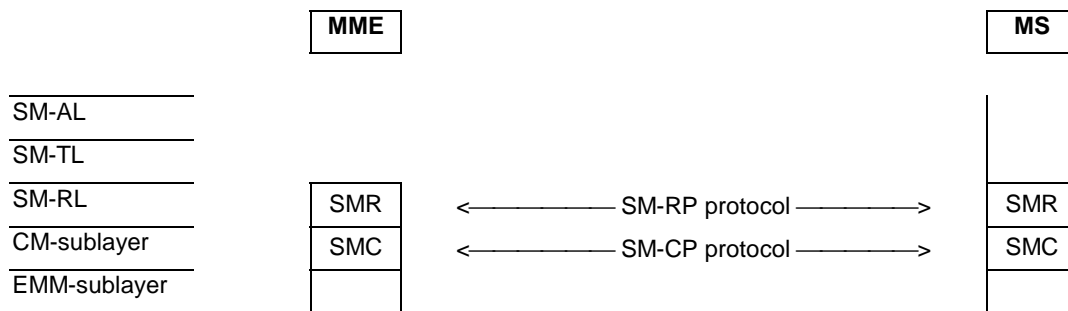 MME MS
SM-AL
SM-TL
SM-RL SMR <—————— SM-RP protocol ——————> SMR
CM-sublayer SMC <—————— SM-CP protocol ——————> SMC
EMM-sublayer